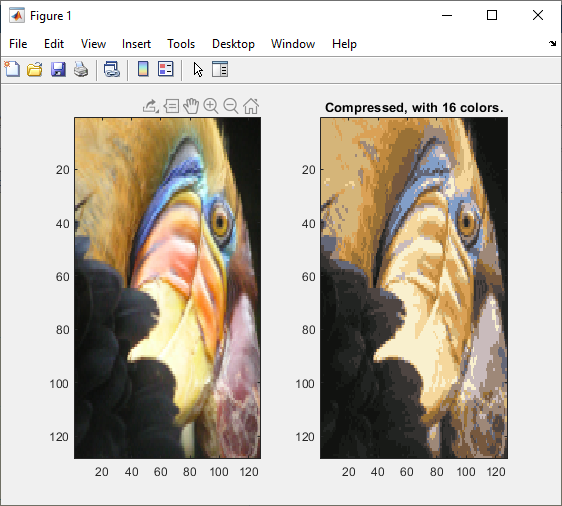 Figure 1
File Edit View Insert Tools Desktop Window Help
Compressed, with 16 colors.
20
40
60
80
100
120
20 40 60 80 100 120
20
40
60
80
100
120
20 40 60 80 100 120